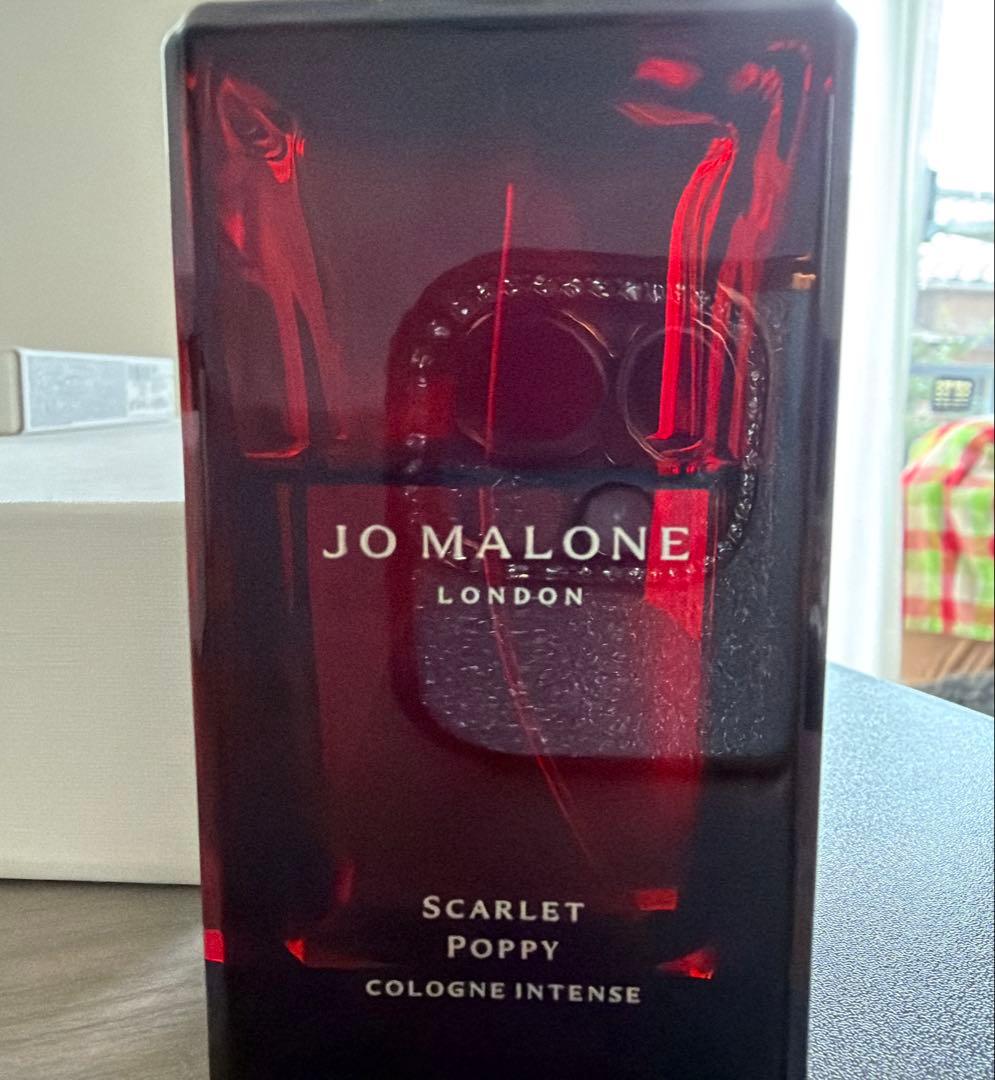 JO MALONE
LONDON
SCARLET
POPPY
COLOGNE INTENSE